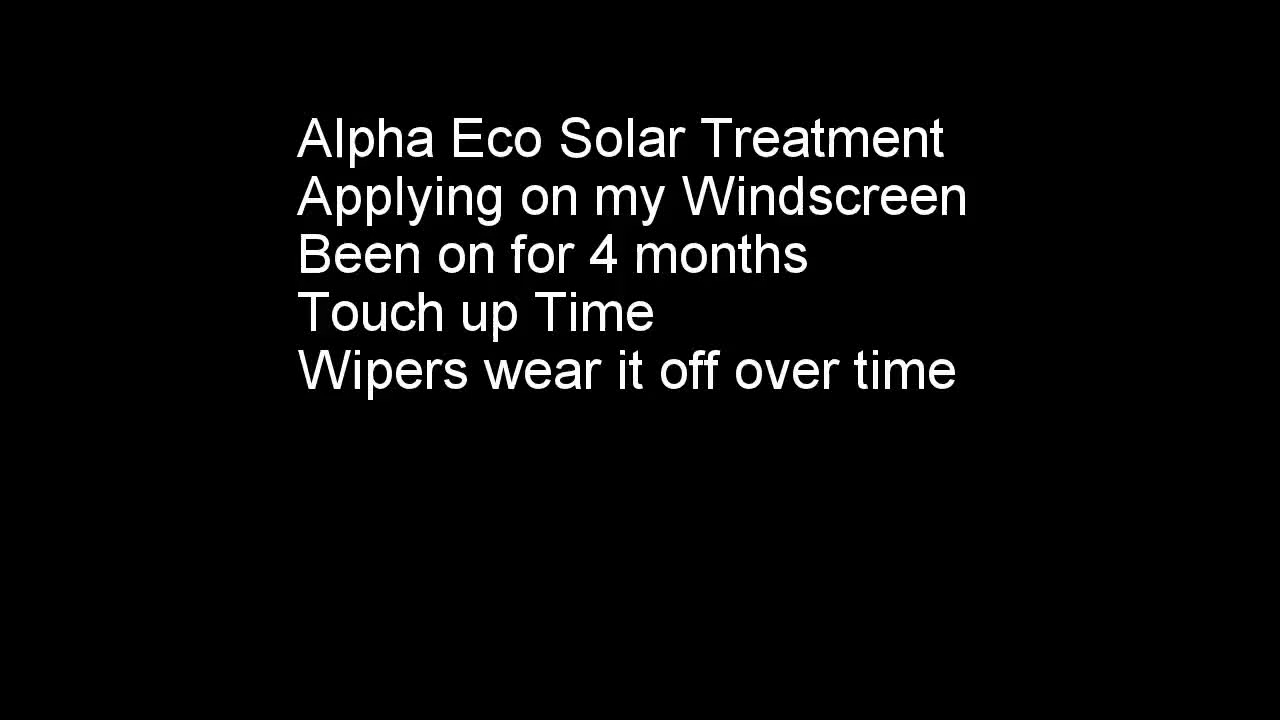 Alpha Eco Solar Treatment
Applying on my Windscreen
Been on for 4 months
Touch up Time
Wipers wear it off over time